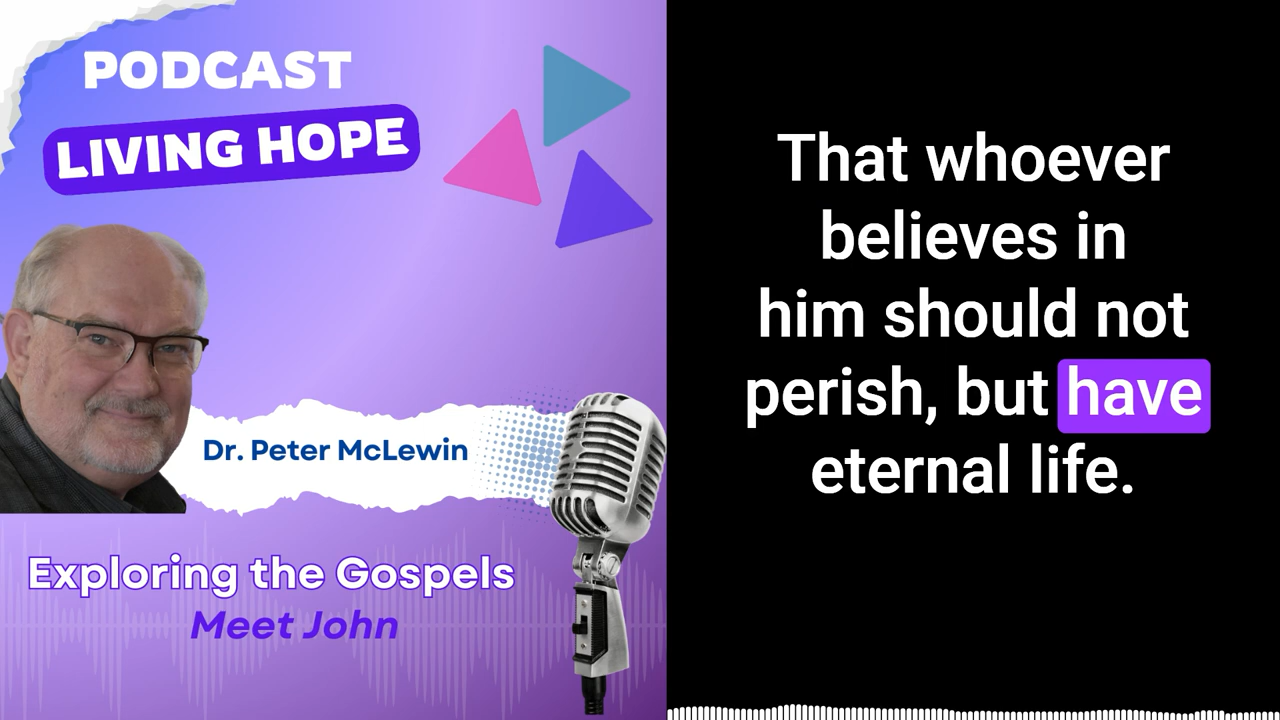 PODCAST
LIVING HOPE
Dr. Peter McLewin
Exploring the Gospels
Meet John
That whoever
believes in
him should not
perish, but have
eternal life.